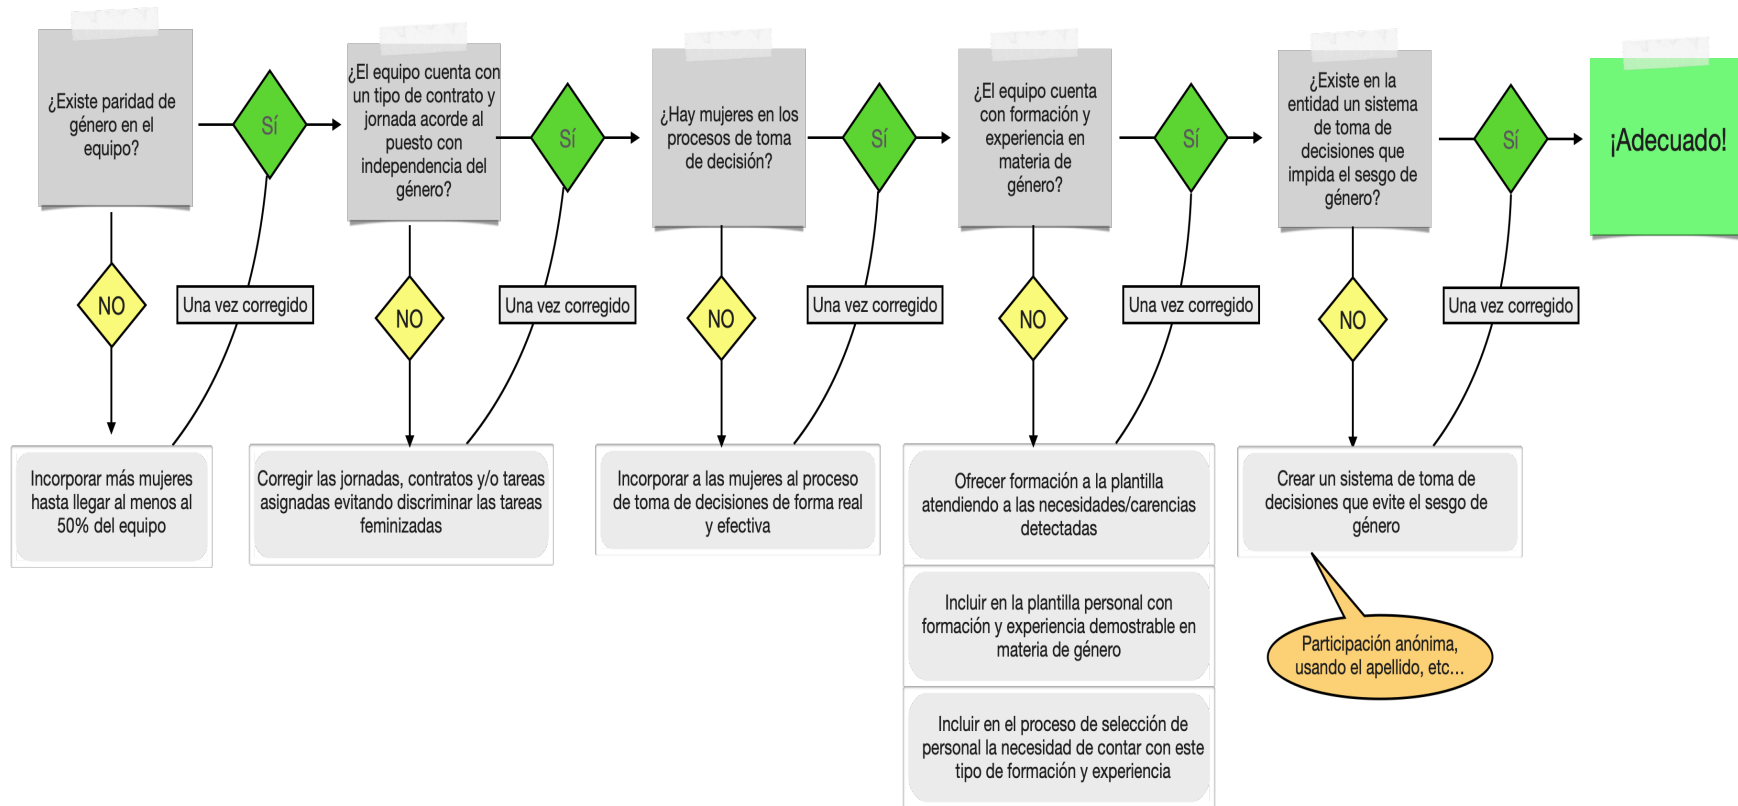 ¿Existe paridad de
género en el
equipo?
Sí
¿El equipo cuenta con
un tipo de contrato y
jornada acorde al
puesto con
independencia del
género?
Sí
¿Hay mujeres en los
procesos de toma
de decisión?
Sí
¿El equipo cuenta
con formación y
experiencia en
materia de
género?
Sí
¿Existe en la
entidad un sistema
de toma de
decisiones que
impida el sesgo de
género?
Sí
¡Adecuado!
NO
Una vez corregido
NO
Una vez corregido
NO
Una vez corregido
NO
Una vez corregido
NO
Una vez corregido
Incorporar más mujeres
hasta llegar al menos al
50% del equipo
Corregir las jornadas, contratos y/o tareas
asignadas evitando discriminar las tareas
feminizadas
Incorporar a las mujeres al proceso
de toma de decisiones de forma real
y efectiva
Ofrecer formación a la plantilla
atendiendo a las necesidades/carencias
detectadas
Incluir en la plantilla personal con
formación y experiencia demostrable en
materia de género
Incluir en el proceso de selección de
personal la necesidad de contar con este
tipo de formación y experiencia
Crear un sistema de toma de
decisiones que evite el sesgo de
género
Participación anónima,
usando el apellido, etc...